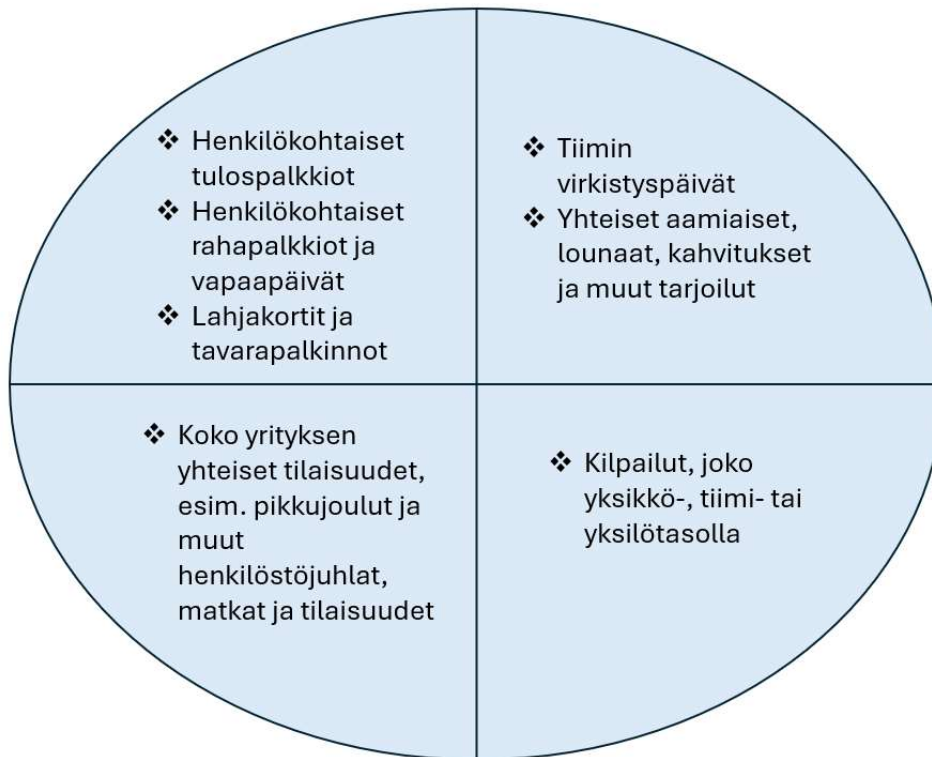 ❖ Henkilökohtaiset
tulospalkkiot
❖ Henkilökohtaiset
rahapalkkiot ja
vapaapäivät
❖ Lahjakortit ja
tavarapalkinnot
❖ Tiimin
virkistyspäivät
❖ Yhteiset aamiaiset,
lounaat, kahvitukset
ja muut tarjoilut
❖ Koko yrityksen
yhteiset tilaisuudet,
esim. pikkujoulut ja
muut
henkilöstöjuhlat,
matkat ja tilaisuudet
❖ Kilpailut, joko
yksikkö-, tiimi- tai
yksilötasolla